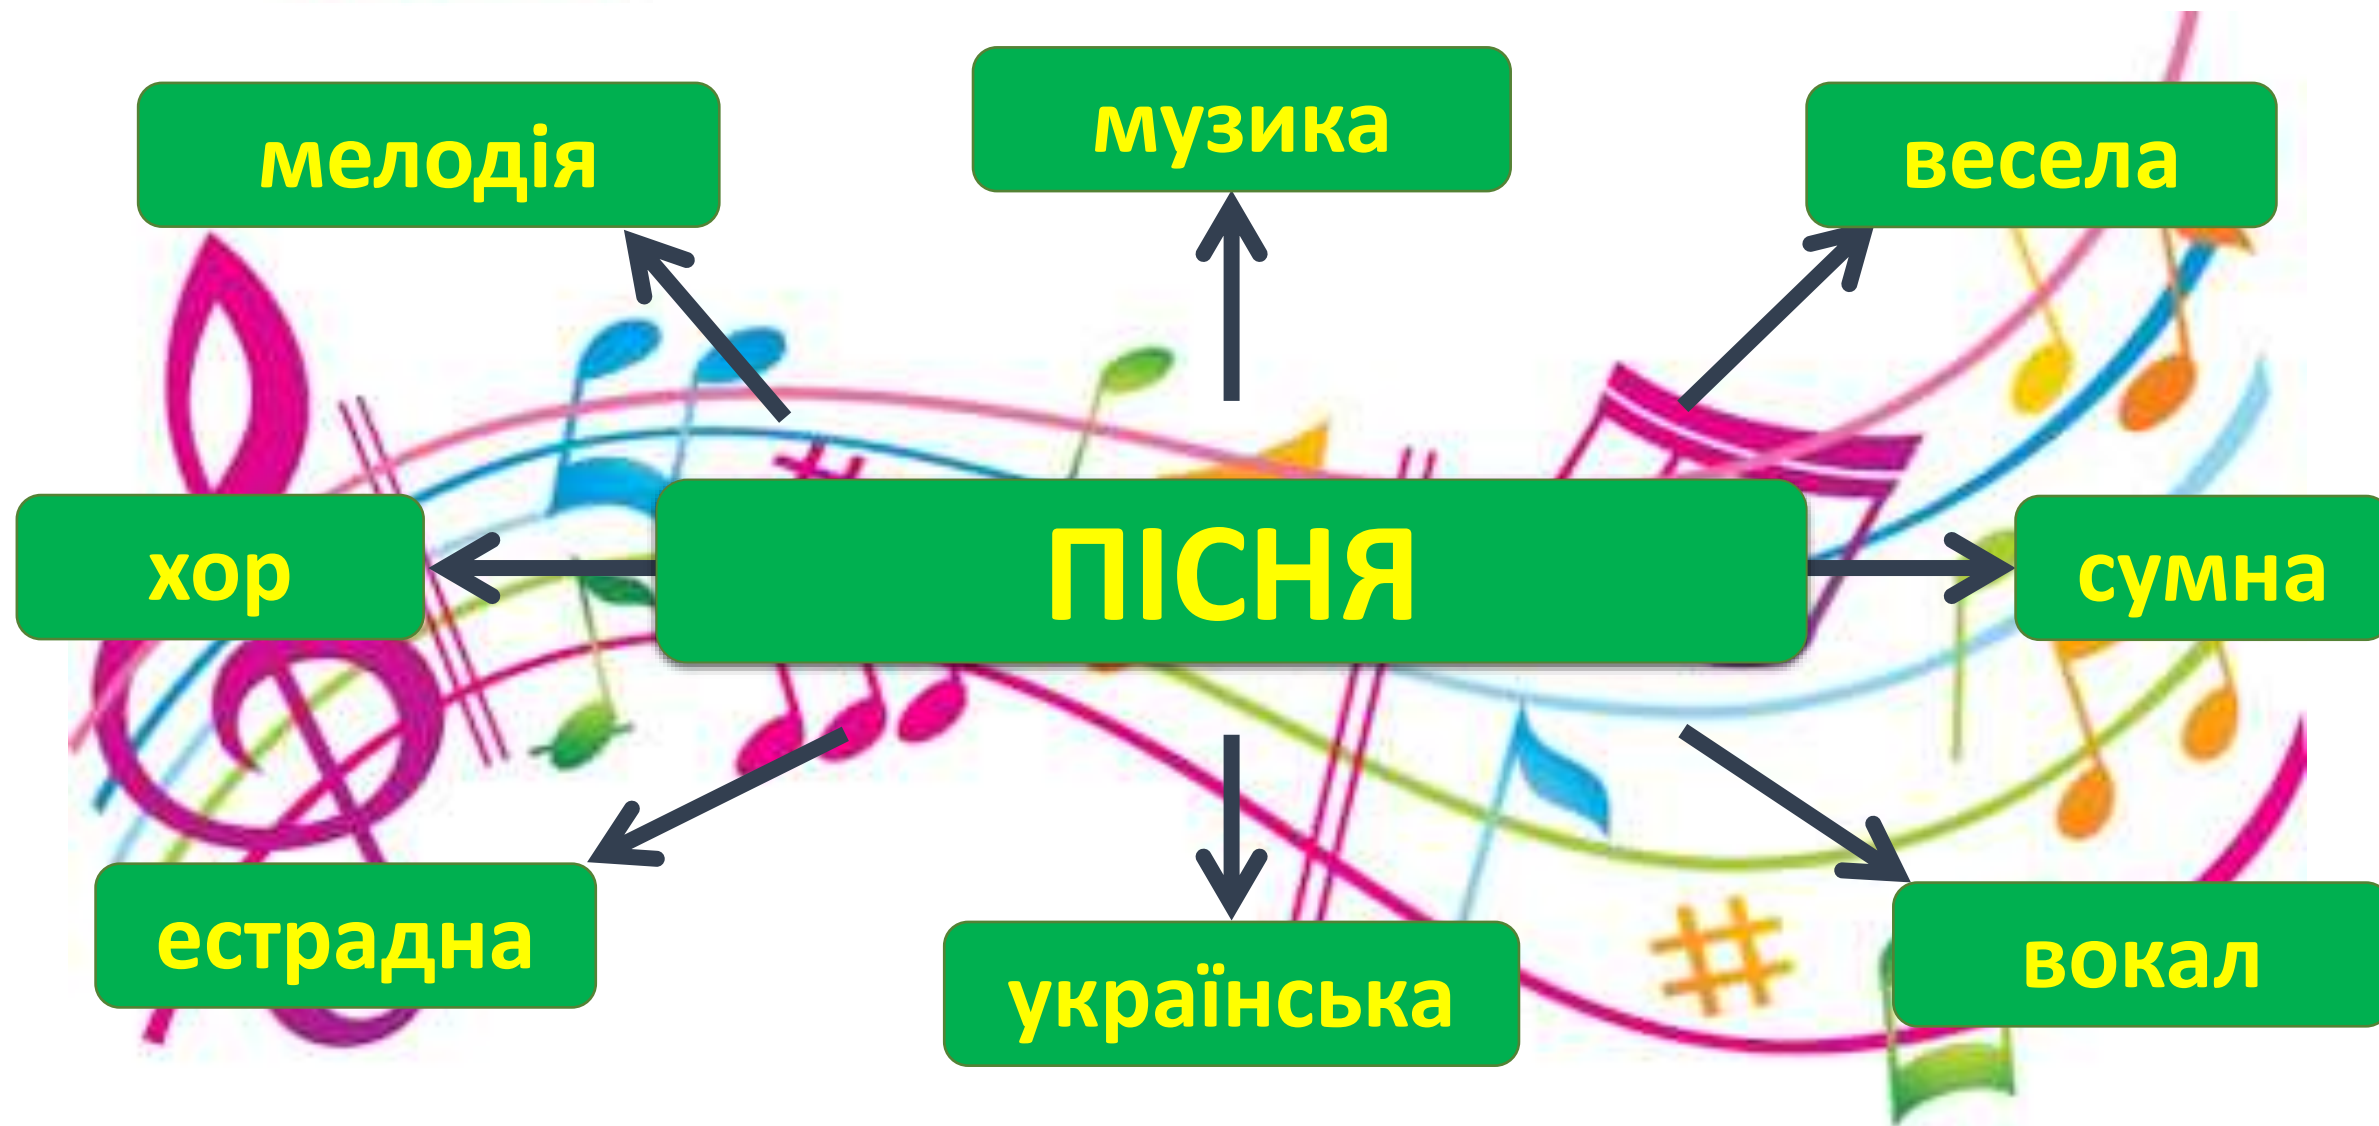 мелодія
музика
весела
хор
ПІСНЯ
сумна
естрадна
українська
вокал